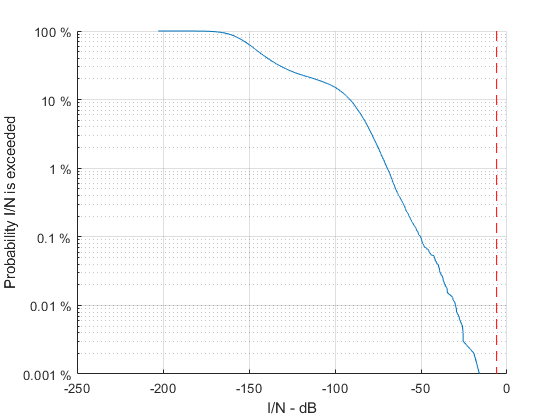 100 %
10 %
1 %
0.1 %
0.01 %
0.001 %
Probability I/N is exceeded
-250 -200 -150 -100 -50 0
I/N - dB